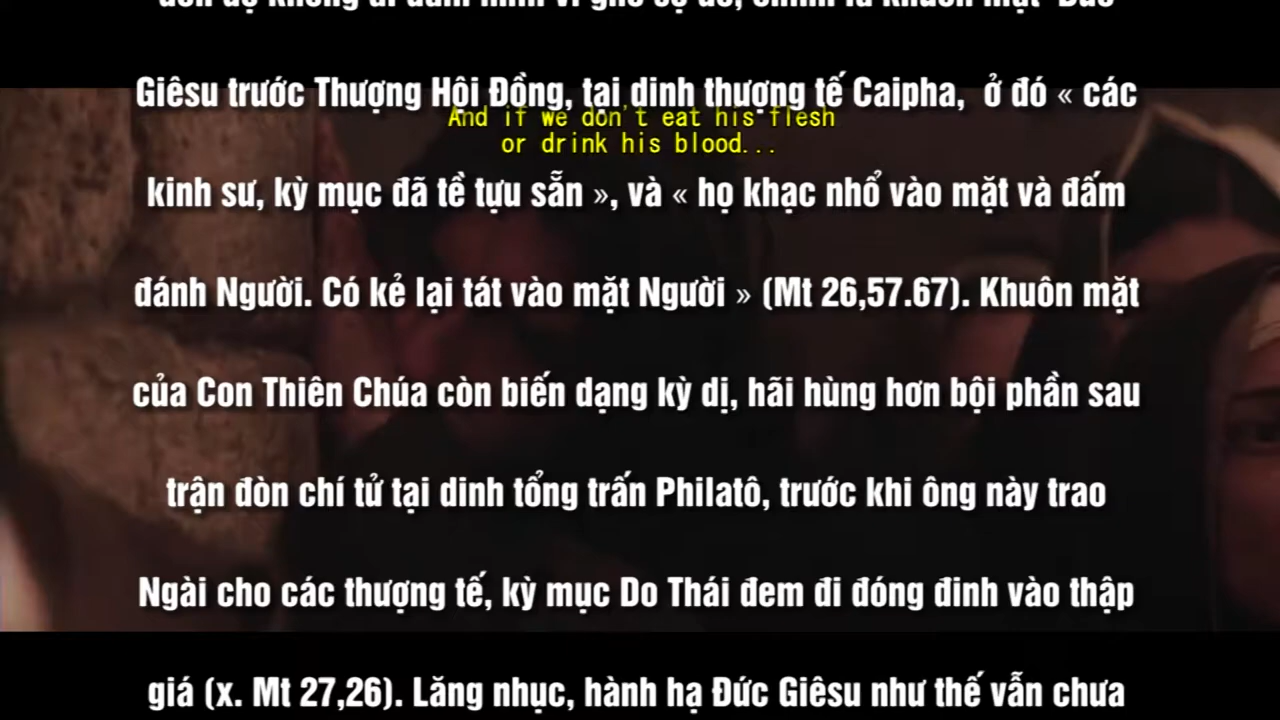 Giêsu trước Thượng Hội Đồng, tại dinh thượng tế Caipha, ở đó « các
And if we don't eat his flesh
or drink his blood...
kinh sư, kỳ mục đã tề tựu sẵn », và « họ khạc nhổ vào mặt và đấm
đánh Người. Có kẻ lại tát vào mặt Người » (Mt 26,57.67). Khuôn mặt
của Con Thiên Chúa còn biến dạng kỳ dị, hãi hùng hơn bội phần sau
trận đòn chí tử tại dinh tổng trấn Philatô, trước khi ông này trao
Ngài cho các thượng tế, kỳ mục Do Thái đem đi đóng đinh vào thập
giá (x. Mt 27,26). Lăng nhục, hành hạ Đức Giêsu như thế vẫn chưa